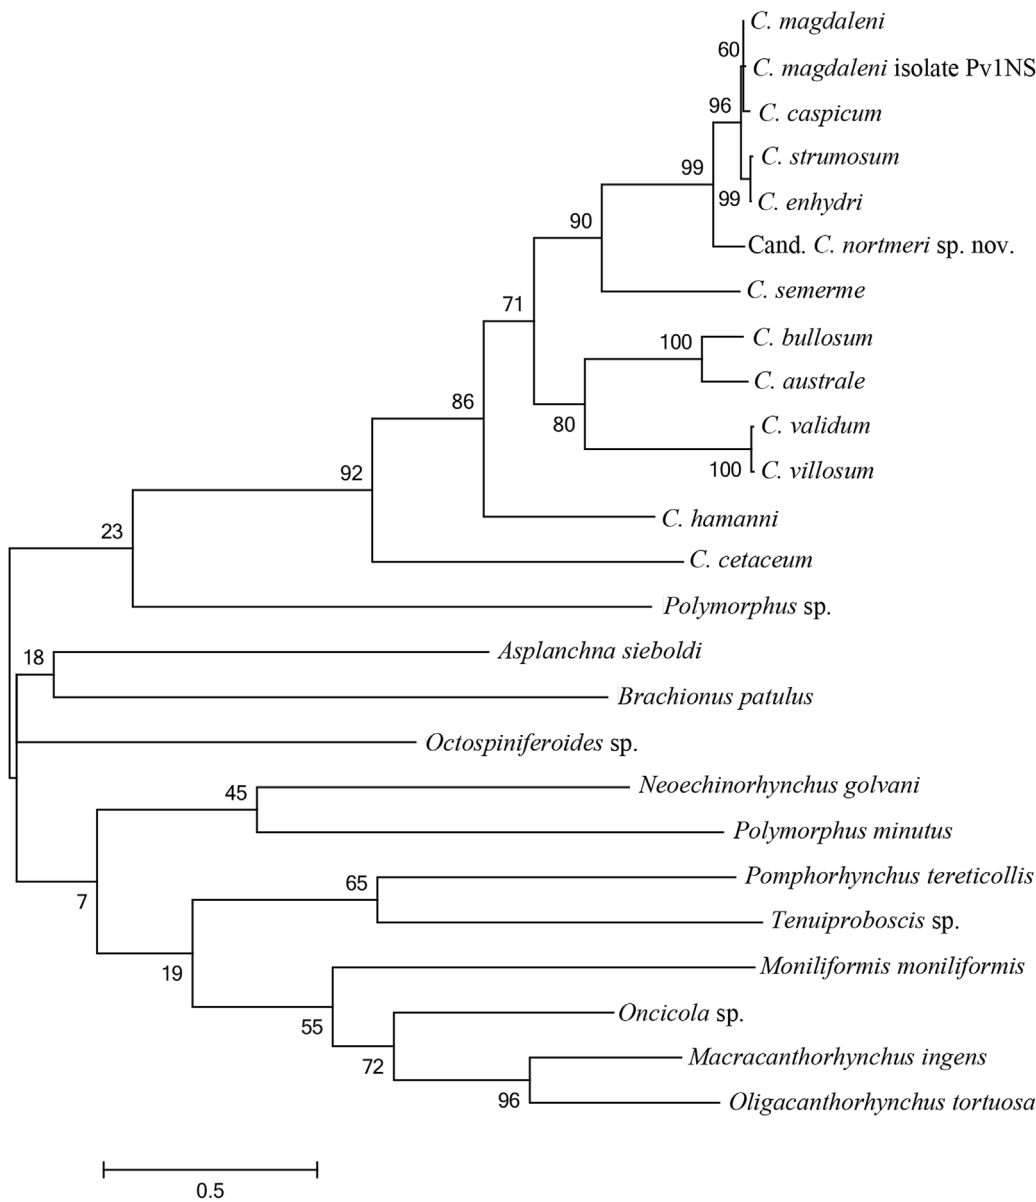 C. magdaleni
60
C. magdaleni isolate Pv1NS
96
C. caspicum
C. strumosum
99
99
C. enhydri
90
Cand. C. nortmeri sp. nov.
C. semerme
71
100
C. bullosum
C. australe
86
80
C. validum
100
C. villosum
92
C. hamanni
23
C. cetaceum
Polymorphus sp.
18
Asplanchna sieboldi
Brachionus patulus
Octospiniferoides sp.
45
Neoechinorhynchus golvani
Polymorphus minutus
7
65
Pomphorhynchus tereticollis
Tenuiproboscis sp.
19
Moniliformis moniliformis
55
Oncicola sp.
72
Macracanthorhynchus ingens
96
Oligacanthorhynchus tortuosa
0.5